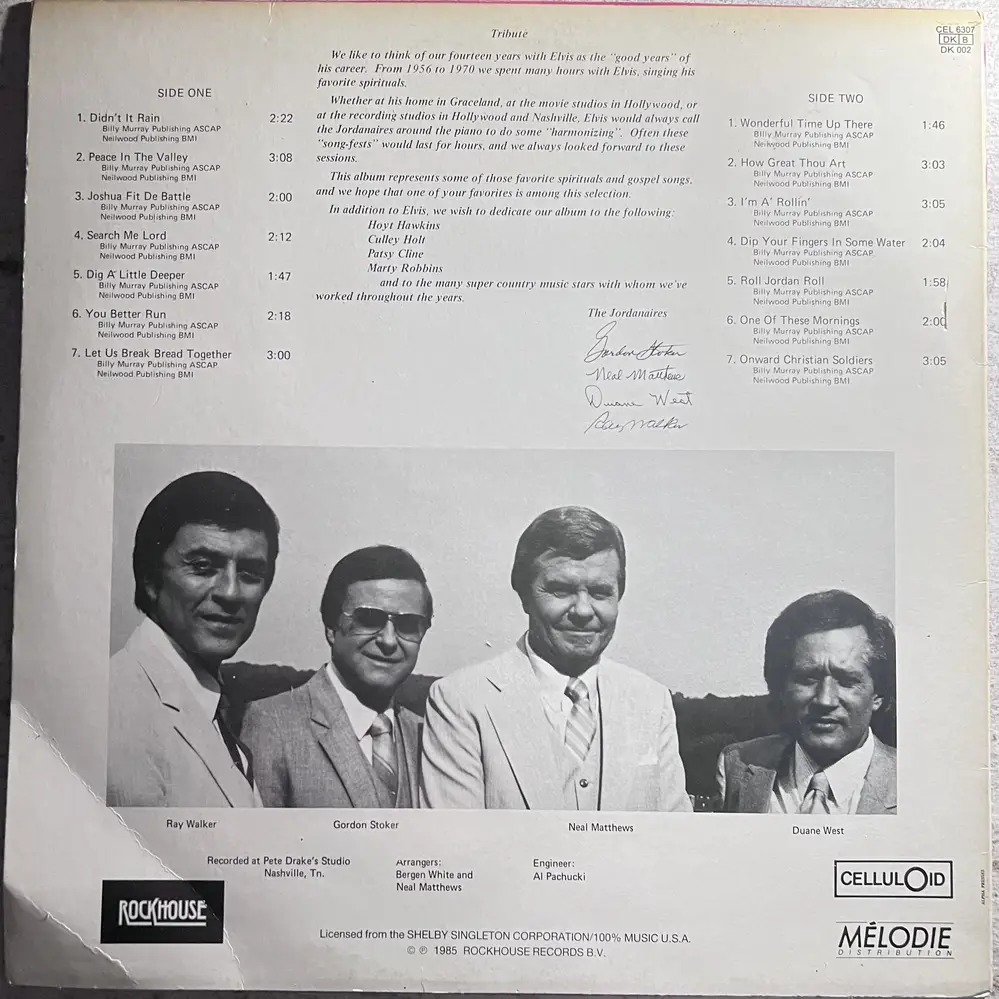 CEL 6307
DK B
DK 002
Tribute
We like to think of our fourteen years with Elvis as the "good years" of
his career. From 1956 to 1970 we spent many hours with Elvis, singing his
favorite spirituals.
Whether at his home in Graceland, at the movie studios in Hollywood, or
at the recording studios in Hollywood and Nashville, Elvis would always call
the Jordanaires around the piano to do some "harmonizing". Often these
"song-fests" would last for hours, and we always looked forward to these
sessions.
This album represents some of those favorite spirituals and gospel songs,
and we hope that one of your favorites is among this selection.
In addition to Elvis, we wish to dedicate our album to the following:
Hoyt Hawkins
Culley Holt
Patsy Cline
Marty Robbins
and to the many super country music stars with whom we've
worked throughout the years.
The Jordanaires
Gordon Stoker
Neal Matthews
Duane West
Ray Walker
SIDE ONE
1. Didn't It Rain 2:22
Billy Murray Publishing ASCAP
Neilwood Publishing BMI
2. Peace In The Valley 3:08
Billy Murray Publishing ASCAP
Neilwood Publishing BMI
3. Joshua Fit De Battle 2:00
Billy Murray Publishing ASCAP
Neilwood Publishing BMI
4. Search Me Lord 2:12
Billy Murray Publishing ASCAP
Neilwood Publishing BMI
5. Dig A' Little Deeper 1:47
Billy Murray Publishing ASCAP
Neilwood Publishing BMI
6. You Better Run 2:18
Billy Murray Publishing ASCAP
Neilwood Publishing BMI
7. Let Us Break Bread Together 3:00
Billy Murray Publishing ASCAP
Neilwood Publishing BMI
SIDE TWO
1. Wonderful Time Up There 1:46
Billy Murray Publishing ASCAP
Neilwood Publishing BMI
2. How Great Thou Art 3:03
Billy Murray Publishing ASCAP
Neilwood Publishing BMI
3. I'm A' Rollin' 3:05
Billy Murray Publishing ASCAP
Neilwood Publishing BMI
4. Dip Your Fingers In Some Water 2:04
Billy Murray Publishing ASCAP
Neilwood Publishing BMI
5. Roll Jordan Roll 1:58
Billy Murray Publishing ASCAP
Neilwood Publishing BMI
6. One Of These Mornings 2:00
Billy Murray Publishing ASCAP
Neilwood Publishing BMI
7. Onward Christian Soldiers 3:05
Billy Murray Publishing ASCAP
Neilwood Publishing BMI
Ray Walker
Gordon Stoker
Neal Matthews
Duane West
Recorded at Pete Drake's Studio
Nashville, Tn.
Arrangers:
Bergen White and
Neal Matthews
Engineer:
Al Pachucki
ROCKHOUSE
CELLULOID
MÉLODIE
DISTRIBUTION
Licensed from the SHELBY SINGLETON CORPORATION/100% MUSIC U.S.A.
© ℗ 1985 ROCKHOUSE RECORDS B.V.